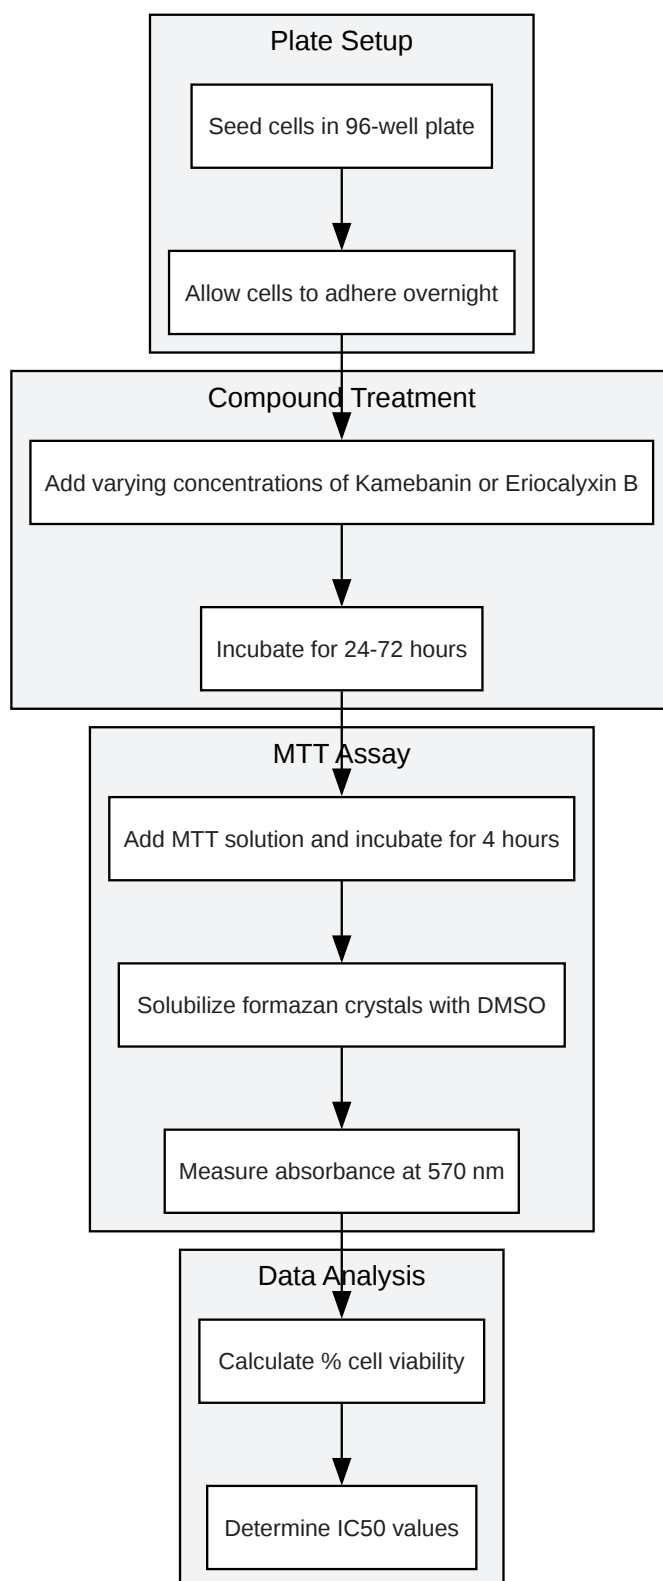 Plate Setup
Seed cells in 96-well plate
Allow cells to adhere overnight
Compound Treatment
Add varying concentrations of Kamebanin or Eriocalyxin B
Incubate for 24-72 hours
MTT Assay
Add MTT solution and incubate for 4 hours
Solubilize formazan crystals with DMSO
Measure absorbance at 570 nm
Data Analysis
Calculate % cell viability
Determine IC50 values